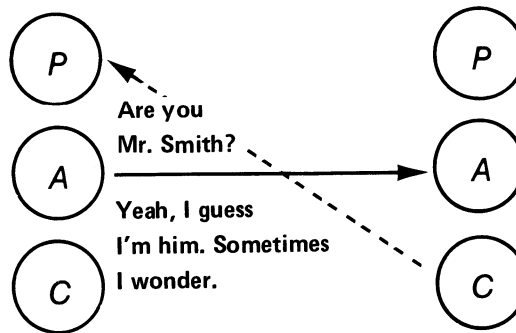 P
P
Are you
Mr. Smith?
A
A
Yeah, I guess
I'm him. Sometimes
I wonder.
C
C